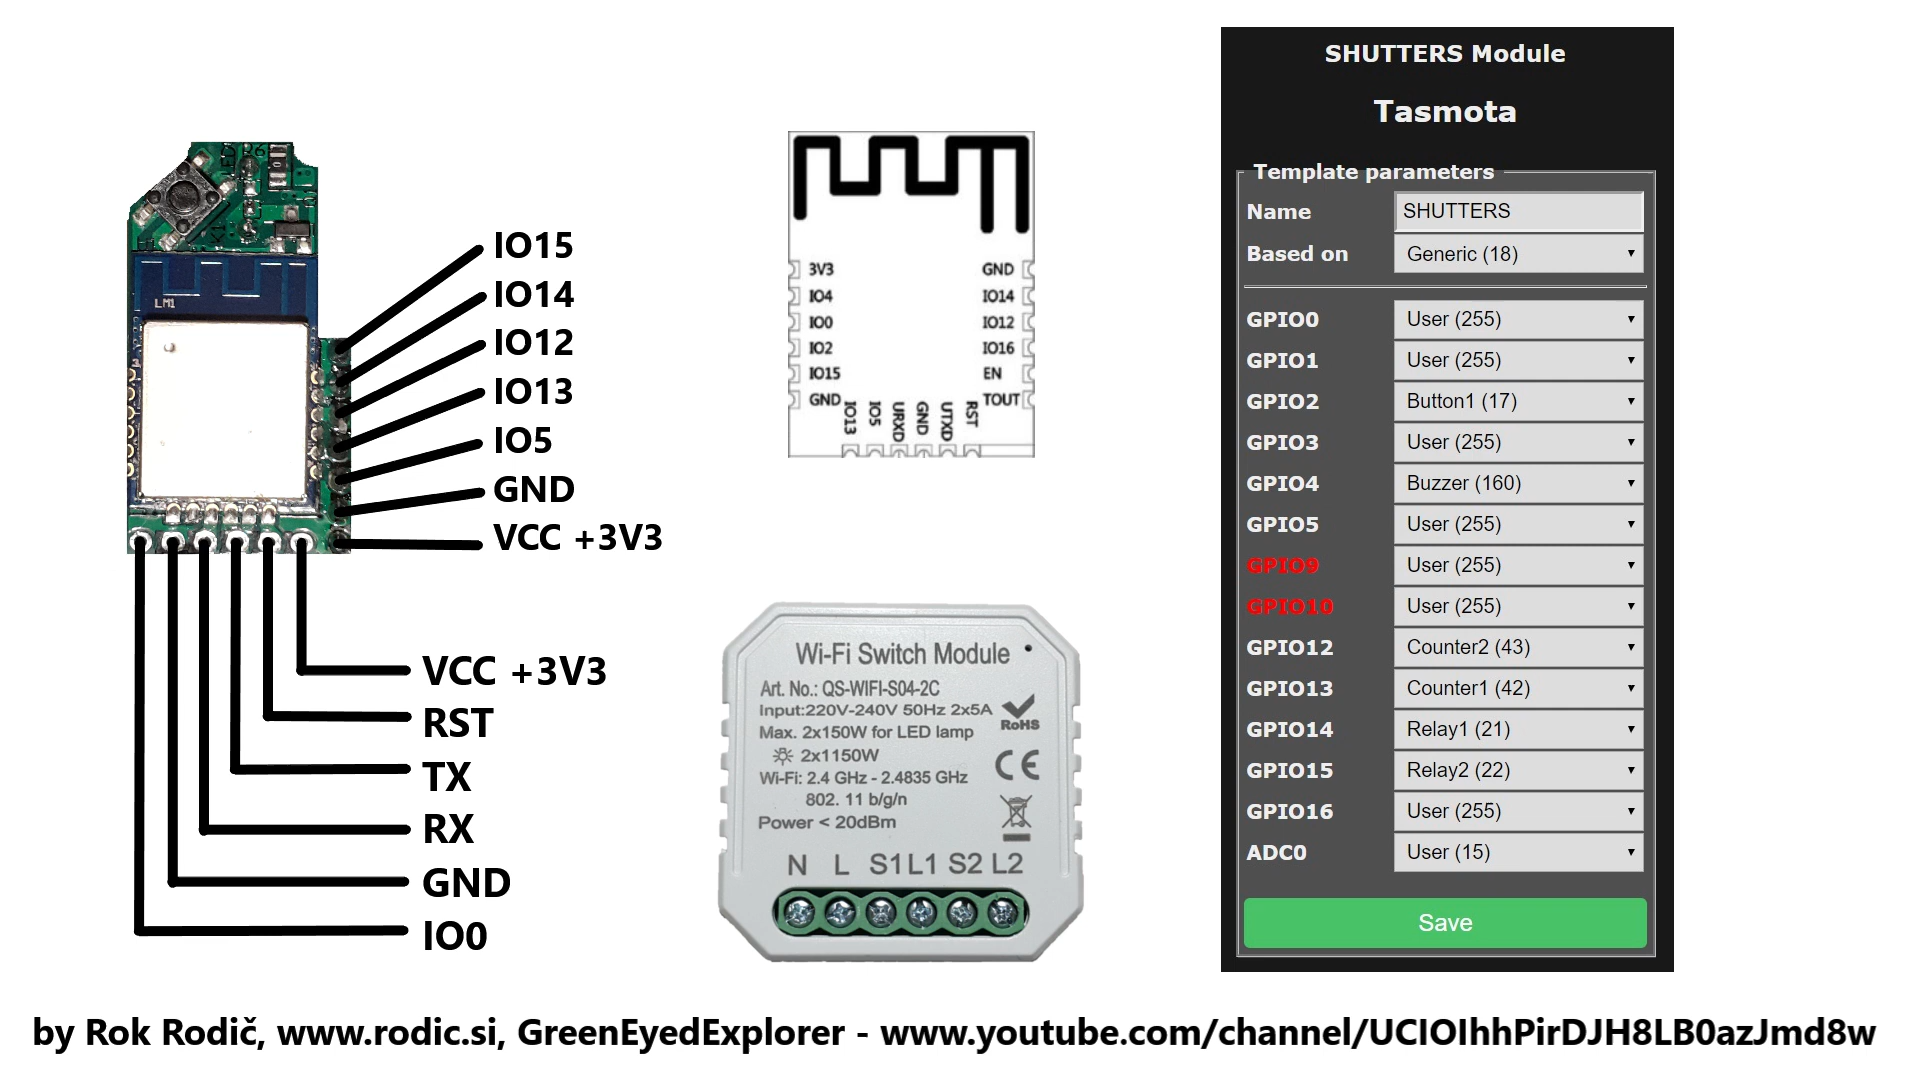 IO15
IO14
IO12
IO13
IO5
GND
VCC +3V3
VCC +3V3
RST
TX
RX
GND
IO0
LM1
3V3
IO4
IO0
IO2
IO15
GND
GND
IO14
IO12
IO16
EN
TOUT
IO13
IO5
URXD
GND
UTXD
RST
Wi-Fi Switch Module
Art. No.: QS-WIFI-S04-2C
Input:220V-240V 50Hz 2x5A
Max. 2x150W for LED lamp
2x1150W
Wi-Fi: 2.4 GHz - 2.4835 GHz
802. 11 b/g/n
Power < 20dBm
RoHS
CE
N L S1 L1 S2 L2
SHUTTERS Module
Tasmota
Template parameters
Name SHUTTERS
Based on Generic (18)
GPIO0 User (255)
GPIO1 User (255)
GPIO2 Button1 (17)
GPIO3 User (255)
GPIO4 Buzzer (160)
GPIO5 User (255)
GPIO9 User (255)
GPIO10 User (255)
GPIO12 Counter2 (43)
GPIO13 Counter1 (42)
GPIO14 Relay1 (21)
GPIO15 Relay2 (22)
GPIO16 User (255)
ADC0 User (15)
Save
by Rok Rodič, www.rodic.si, GreenEyedExplorer - www.youtube.com/channel/UCIOIhhPirDJH8LB0azJmd8w